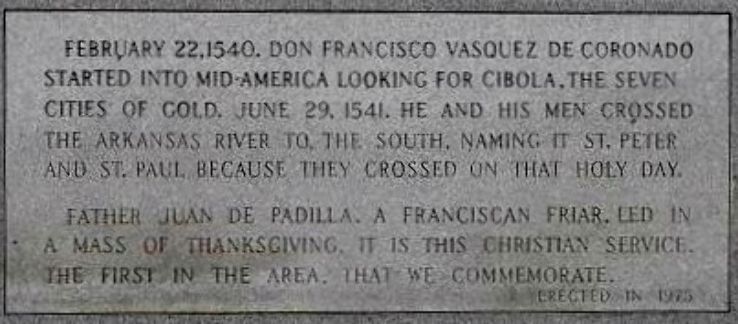 FEBRUARY 22, 1540. DON FRANCISCO VASQUEZ DE CORONADO
STARTED INTO MID-AMERICA LOOKING FOR CIBOLA, THE SEVEN
CITIES OF GOLD. JUNE 29, 1541, HE AND HIS MEN CROSSED
THE ARKANSAS RIVER TO THE SOUTH, NAMING IT ST. PETER
AND ST. PAUL BECAUSE THEY CROSSED ON THAT HOLY DAY.
FATHER JUAN DE PADILLA, A FRANCISCAN FRIAR, LED IN
A MASS OF THANKSGIVING. IT IS THIS CHRISTIAN SERVICE,
THE FIRST IN THE AREA, THAT WE COMMEMORATE.
ERECTED IN 1975